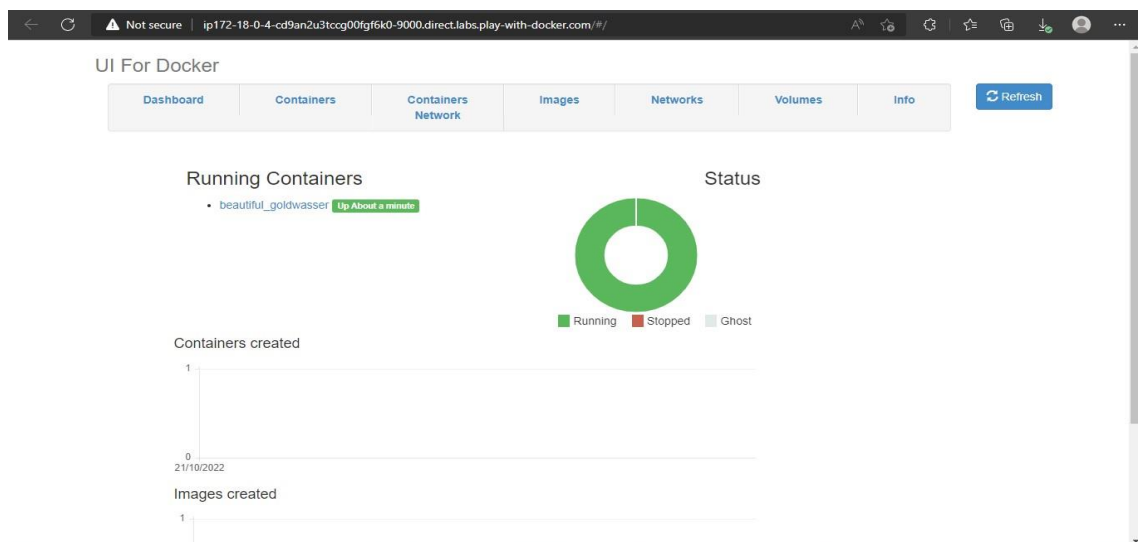 Not secure ip172-18-0-4-cd9an2u3tccg00fgf6k0-9000.direct.labs.play-with-docker.com/#/
UI For Docker
Dashboard Containers Containers Network Images Networks Volumes Info Refresh
Running Containers
beautiful_goldwasser Up About a minute
Status
Running Stopped Ghost
Containers created
1
0
21/10/2022
Images created
1